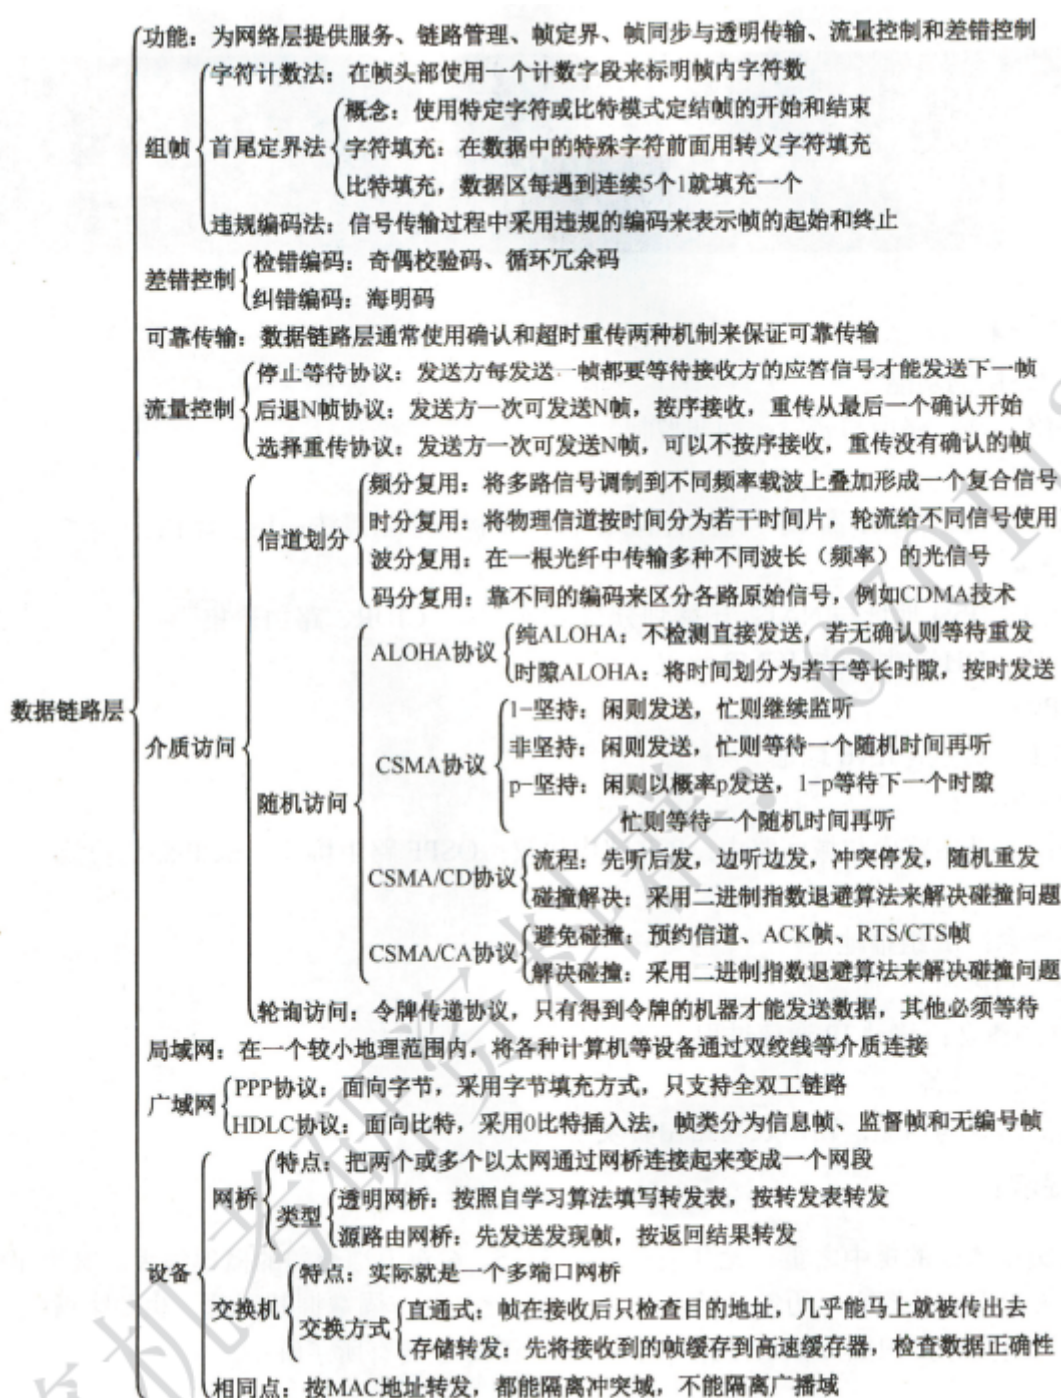 功能：为网络层提供服务、链路管理、帧定界、帧同步与透明传输、流量控制和差错控制
组帧
字符计数法：在帧头部使用一个计数字段来标明帧内字符数
首尾定界法
概念：使用特定字符或比特模式定结帧的开始和结束
字符填充：在数据中的特殊字符前面用转义字符填充
比特填充，数据区每遇到连续5个1就填充一个
违规编码法：信号传输过程中采用违规的编码来表示帧的起始和终止
差错控制
检错编码：奇偶校验码、循环冗余码
纠错编码：海明码
可靠传输：数据链路层通常使用确认和超时重传两种机制来保证可靠传输
流量控制
停止等待协议：发送方每发送一帧都要等待接收方的应答信号才能发送下一帧
后退N帧协议：发送方一次可发送N帧，按序接收，重传从最后一个确认开始
选择重传协议：发送方一次可发送N帧，可以不按序接收，重传没有确认的帧
数据链路层
介质访问
信道划分
频分复用：将多路信号调制到不同频率载波上叠加形成一个复合信号
时分复用：将物理信道按时间分为若干时间片，轮流给不同信号使用
波分复用：在一根光纤中传输多种不同波长（频率）的光信号
码分复用：靠不同的编码来区分各路原始信号，例如CDMA技术
随机访问
ALOHA协议
纯ALOHA：不检测直接发送，若无确认则等待重发
时隙ALOHA：将时间划分为若干等长时隙，按时发送
CSMA协议
1-坚持：闲则发送，忙则继续监听
非坚持：闲则发送，忙则等待一个随机时间再听
p-坚持：闲则以概率p发送，1-p等待下一个时隙
忙则等待一个随机时间再听
CSMA/CD协议
流程：先听后发，边听边发，冲突停发，随机重发
碰撞解决：采用二进制指数退避算法来解决碰撞问题
CSMA/CA协议
避免碰撞：预约信道、ACK帧、RTS/CTS帧
解决碰撞：采用二进制指数退避算法来解决碰撞问题
轮询访问：令牌传递协议，只有得到令牌的机器才能发送数据，其他必须等待
局域网：在一个较小地理范围内，将各种计算机等设备通过双绞线等介质连接
广域网
PPP协议：面向字节，采用字节填充方式，只支持全双工链路
HDLC协议：面向比特，采用0比特插入法，帧类分为信息帧、监督帧和无编号帧
设备
网桥
特点：把两个或多个以太网通过网桥连接起来变成一个网段
类型
透明网桥：按照自学习算法填写转发表，按转发表转发
源路由网桥：先发送发现帧，按返回结果转发
交换机
特点：实际就是一个多端口网桥
交换方式
直通式：帧在接收后只检查目的地址，几乎能马上就被传出去
存储转发：先将接收到的帧缓存到高速缓存器，检查数据正确性
相同点：按MAC地址转发，都能隔离冲突域，不能隔离广播域